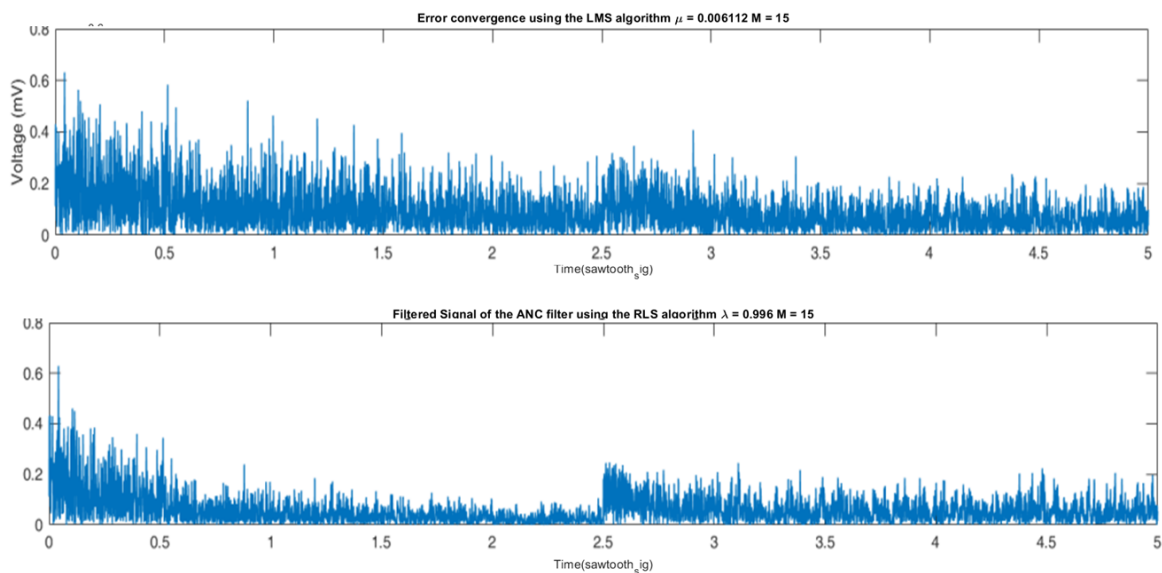 Error convergence using the LMS algorithm μ = 0.006112 M = 15
0.8
0.6
0.4
0.2
0
Voltage (mV)
0 0.5 1 1.5 2 2.5 3 3.5 4 4.5 5
Time(sawtooth_sig)
Filtered Signal of the ANC filter using the RLS algorithm λ = 0.996 M = 15
0.8
0.6
0.4
0.2
0
0 0.5 1 1.5 2 2.5 3 3.5 4 4.5 5
Time(sawtooth_sig)